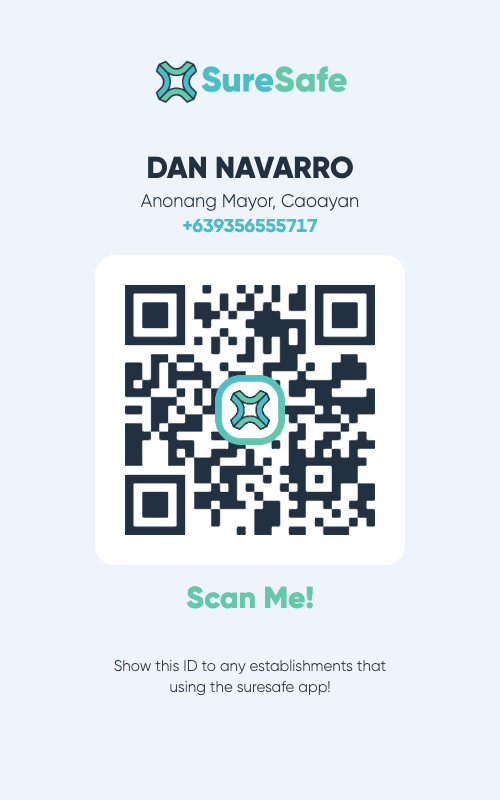 SureSafe
DAN NAVARRO
Anonang Mayor, Caoayan
+639356555717
Scan Me!
Show this ID to any establishments that
using the suresafe app!